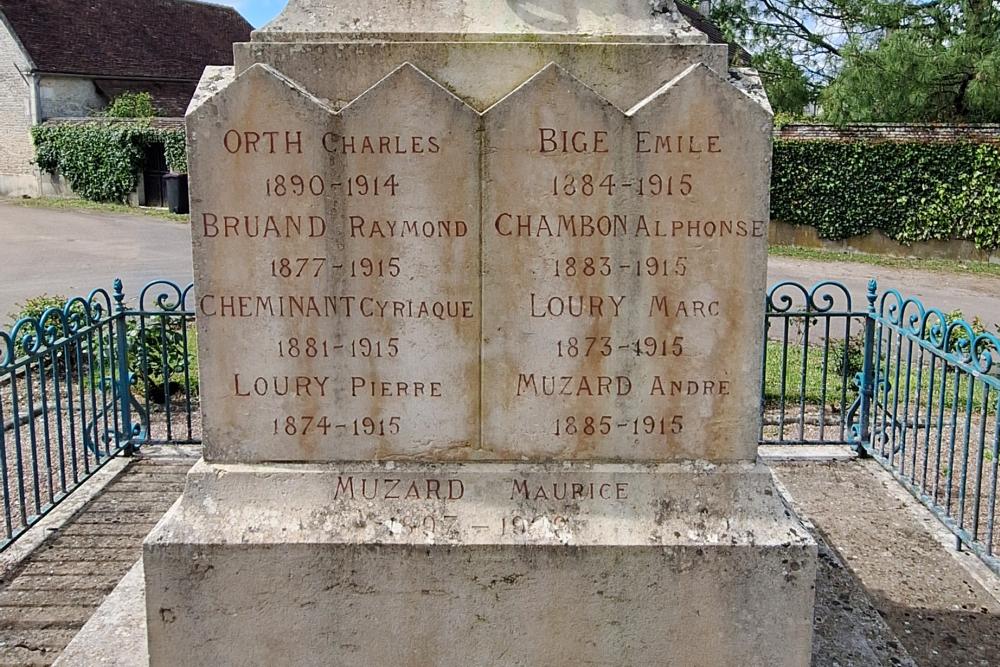 ORTH CHARLES
1890-1914
BRUAND RAYMOND
1877-1915
CHEMINANT CYRIAQUE
1881-1915
LOURY PIERRE
1874-1915
BIGE EMILE
1884-1915
CHAMBON ALPHONSE
1883-1915
LOURY MARC
1873-1915
MUZARD ANDRÈ
1885-1915
MUZARD MAURICE